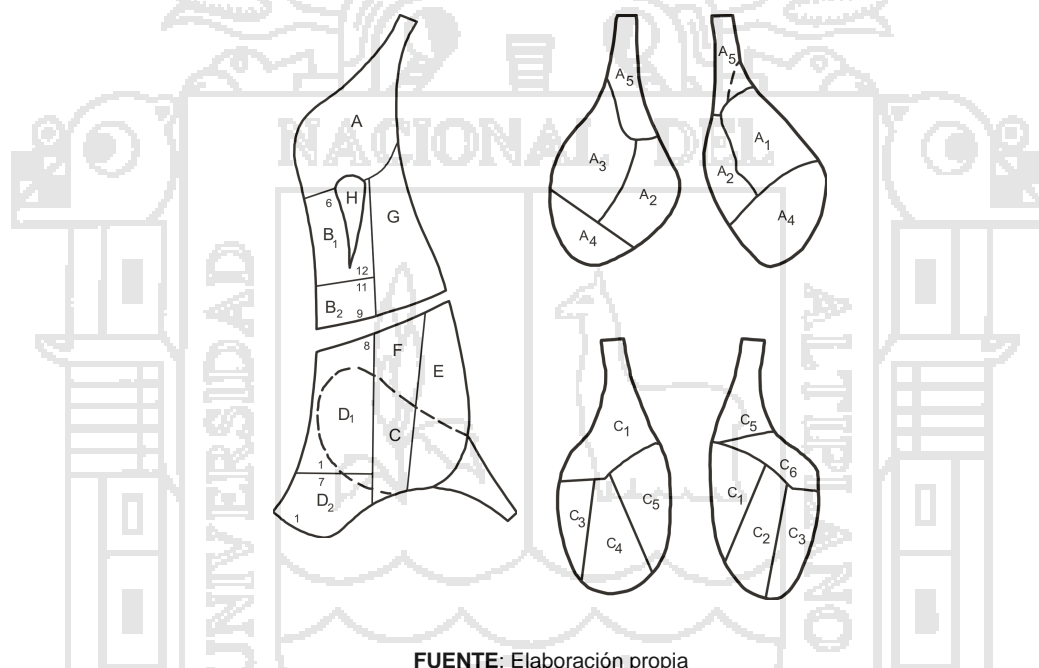 A
H
6
B1
G
12
11
B2
9
8
F
E
D1
C
1
7
D2
1
A5
A3
A2
A4
A5
A1
A2
A4
C1
C3
C5
C4
C5
C6
C1
C2
C3
NACIONAL DEL
UNIVERSIDAD
ALTIPLANO
FUENTE: Elaboración propia